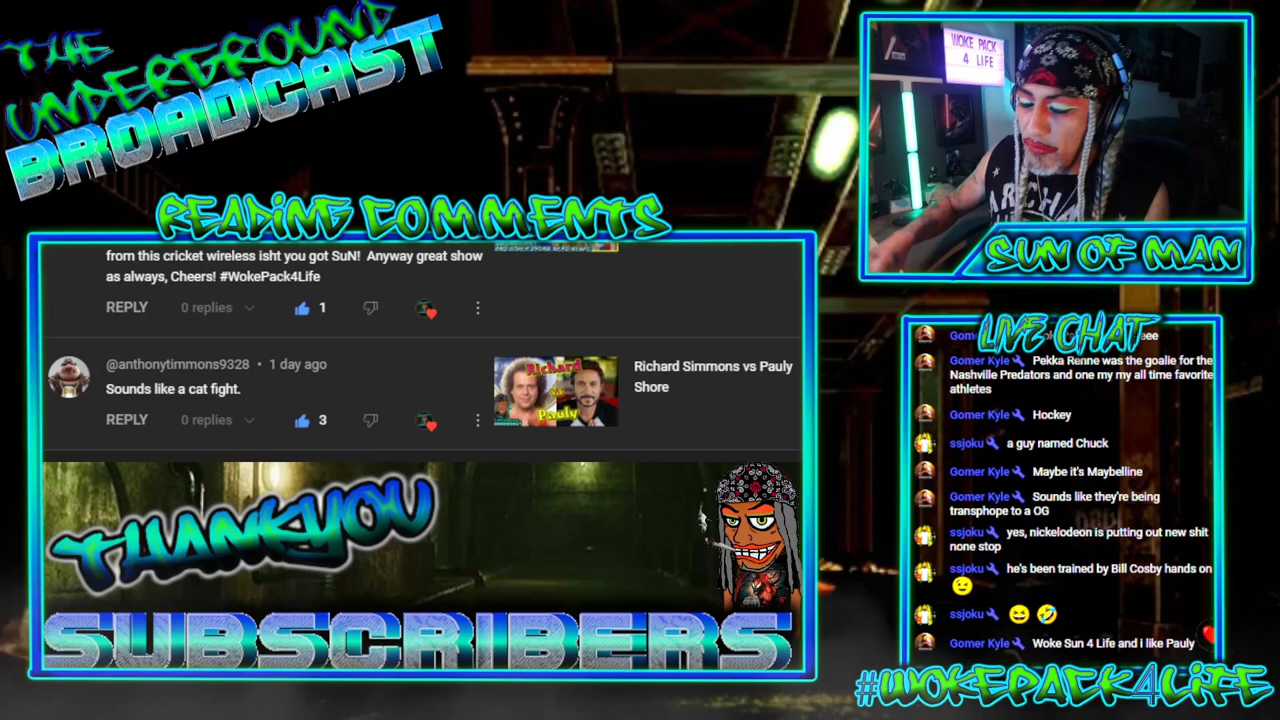 THE
UNDERGROUND
BROADCAST
READING COMMENTS
from this cricket wireless isht you got SuN! Anyway great show
as always, Cheers! #WokePack4Life
REPLY 0 replies 1
@anthonytimmons9328 • 1 day ago
Sounds like a cat fight.
REPLY 0 replies 3
Richard
vs
Pauly
Richard Simmons vs Pauly
Shore
THANKYOU
SUBSCRIBERS
WOKE PACK
4 LIFE
SUN OF MAN
LIVE CHAT
Gomer Kyle Pekka Renne was the goalie for the
Nashville Predators and one my my all time favorite
athletes
Gomer Kyle Hockey
ssjoku a guy named Chuck
Gomer Kyle Maybe it's Maybelline
Gomer Kyle Sounds like they're being
transphope to a OG
ssjoku yes, nickelodeon is putting out new shit
none stop
ssjoku he's been trained by Bill Cosby hands on
😉
ssjoku 😆 🤣
Gomer Kyle Woke Sun 4 Life and i like Pauly
#WOKEPACK4LIFE